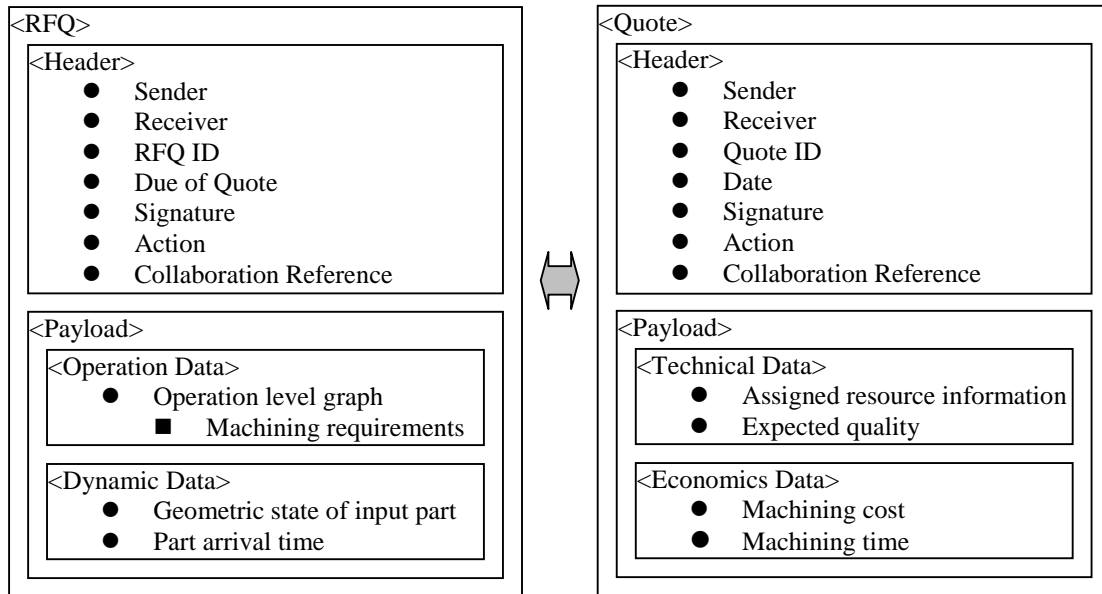 <RFQ>
<Header>
● Sender
● Receiver
● RFQ ID
● Due of Quote
● Signature
● Action
● Collaboration Reference
<Payload>
<Operation Data>
● Operation level graph
■ Machining requirements
<Dynamic Data>
● Geometric state of input part
● Part arrival time
<Quote>
<Header>
● Sender
● Receiver
● Quote ID
● Date
● Signature
● Action
● Collaboration Reference
<Payload>
<Technical Data>
● Assigned resource information
● Expected quality
<Economics Data>
● Machining cost
● Machining time